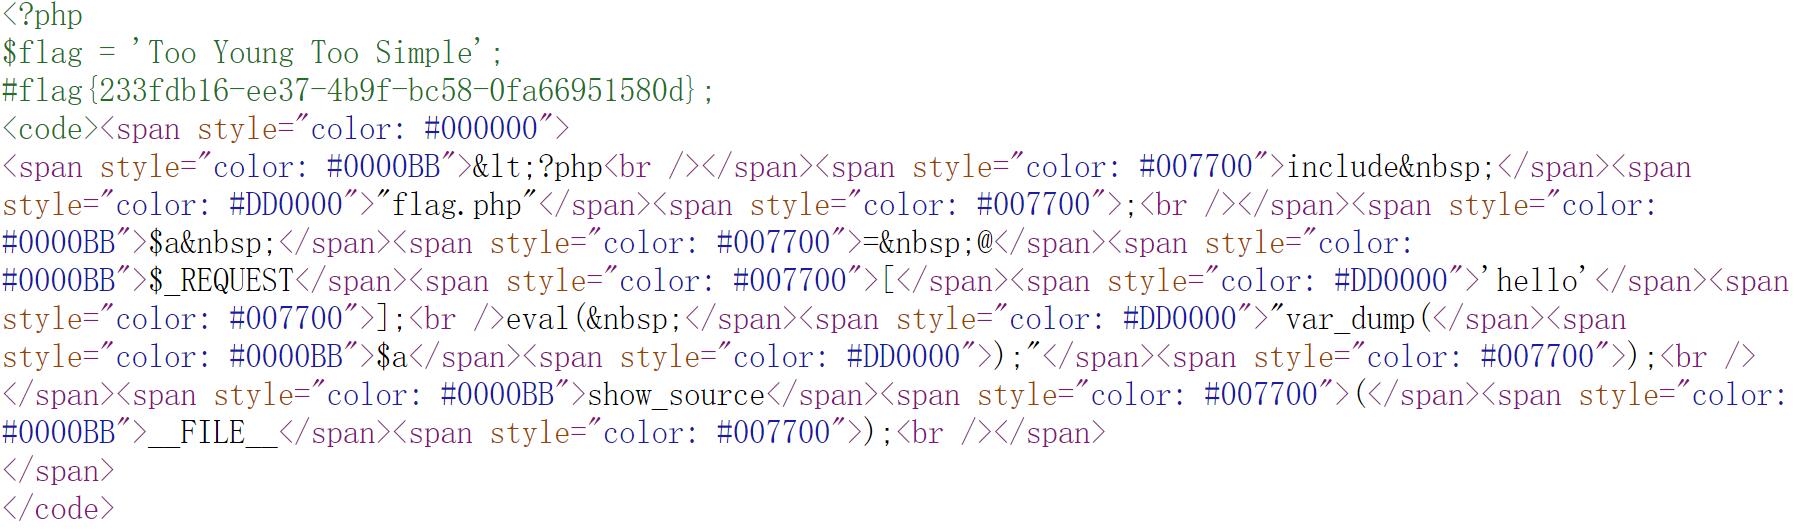 <?php
$flag = 'Too Young Too Simple';
#flag{233fdb16-ee37-4b9f-bc58-0fa66951580d};
<code><span style="color: #000000">
<span style="color: #0000BB">&lt;?php<br /></span><span style="color: #007700">include&nbsp;</span><span
style="color: #DD0000">"flag.php"</span><span style="color: #007700">;<br /></span><span style="color:
#0000BB">$a&nbsp;</span><span style="color: #007700">=&nbsp;@</span><span style="color:
#0000BB">$_REQUEST</span><span style="color: #007700">[</span><span style="color: #DD0000">'hello'</span><span
style="color: #007700">];<br />eval(&nbsp;</span><span style="color: #DD0000">"var_dump(</span><span
style="color: #0000BB">$a</span><span style="color: #DD0000">);"</span><span style="color: #007700">);<br />
</span><span style="color: #0000BB">show_source</span><span style="color: #007700">(</span><span style="color:
#0000BB">__FILE__</span><span style="color: #007700">);<br /></span>
</span>
</code>